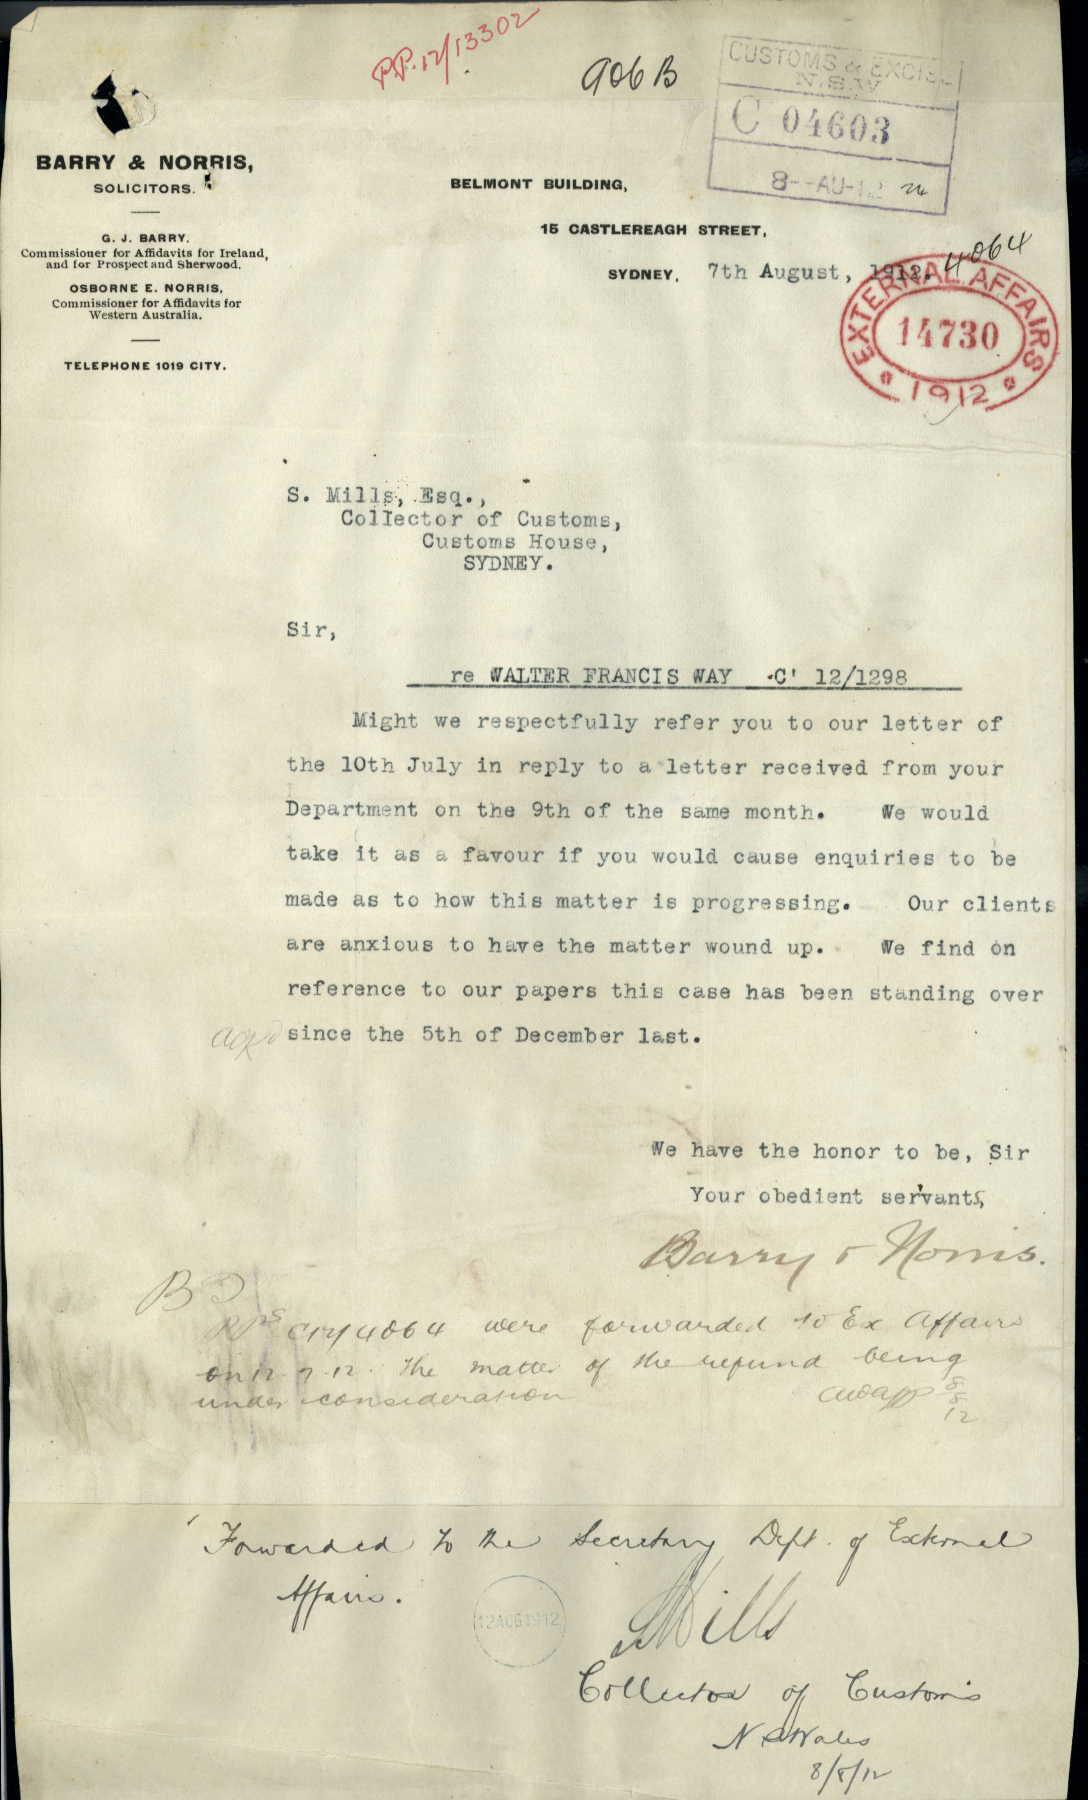 PP.12/13302
906 B
CUSTOMS & EXCISE
N.S.W
C 04603
8--AU-12
BARRY & NORRIS,
SOLICITORS.
G. J. BARRY.
Commissioner for Affidavits for Ireland,
and for Prospect and Sherwood.
OSBORNE E. NORRIS,
Commissioner for Affidavits for
Western Australia.
TELEPHONE 1019 CITY.
BELMONT BUILDING,
15 CASTLEREAGH STREET,
SYDNEY, 7th August, 1912.
4064
EXTERNAL AFFAIRS
14730
1912
S. Mills, Esq.,
Collector of Customs,
Customs House,
SYDNEY.
Sir,
re WALTER FRANCIS WAY C' 12/1298
Might we respectfully refer you to our letter of
the 10th July in reply to a letter received from your
Department on the 9th of the same month. We would
take it as a favour if you would cause enquiries to be
made as to how this matter is progressing. Our clients
are anxious to have the matter wound up. We find on
reference to our papers this case has been standing over
since the 5th of December last.
We have the honor to be, Sir
Your obedient servants,
Barry & Norris.
were forwarded to Ex Affairs
on 12.7.12. The matter of the refund being
under consideration
8
8
12
Forwarded to the Secretary Dept. of External
Affairs.
12 AUG 1912
S Mills
Collector of Customs
N S Wales
8/8/12